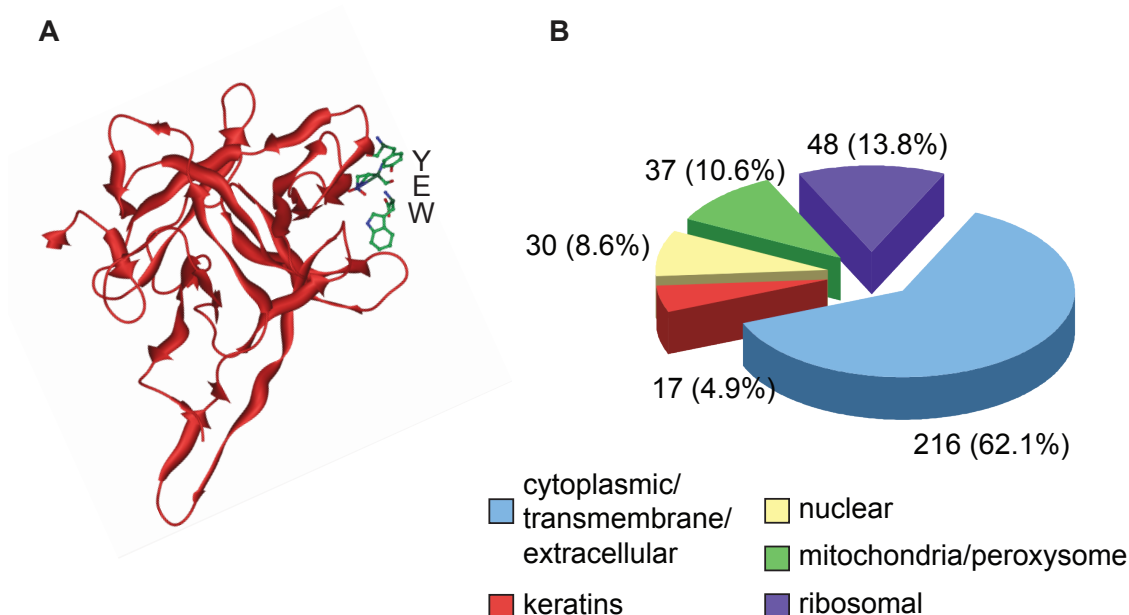 A
B
Y
E
W
48 (13.8%)
37 (10.6%)
30 (8.6%)
17 (4.9%)
216 (62.1%)
cytoplasmic/
transmembrane/
extracellular
keratins
nuclear
mitochondria/peroxysome
ribosomal